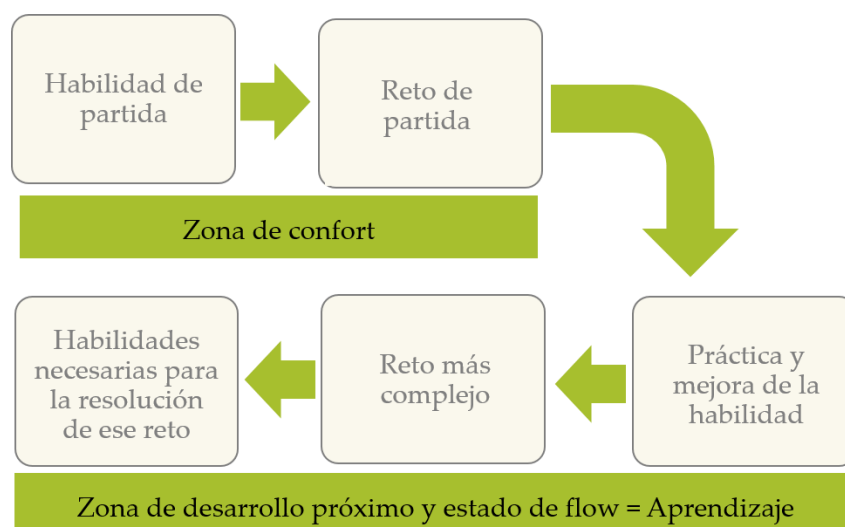 Habilidad de
partida
Reto de
partida
Zona de confort
Práctica y
mejora de la
habilidad
Reto más
complejo
Habilidades
necesarias para
la resolución
de ese reto
Zona de desarrollo próximo y estado de flow = Aprendizaje